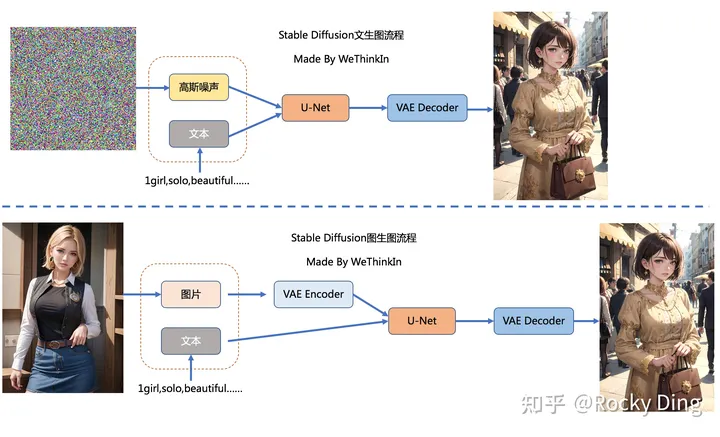 Stable Diffusion文生图流程
Made By WeThinkIn
高斯噪声
U-Net
VAE Decoder
文本
1girl,solo,beautiful......
Stable Diffusion图生图流程
Made By WeThinkIn
图片
VAE Encoder
U-Net
VAE Decoder
文本
1girl,solo,beautiful......
知乎 @Rocky Ding